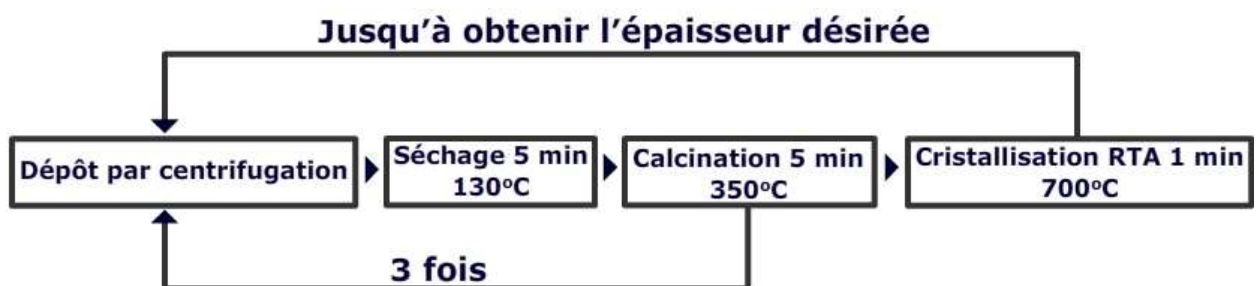 Jusqu'à obtenir l'épaisseur désirée
Dépôt par centrifugation
Séchage 5 min
130°C
Calcination 5 min
350°C
Cristallisation RTA 1 min
700°C
3 fois